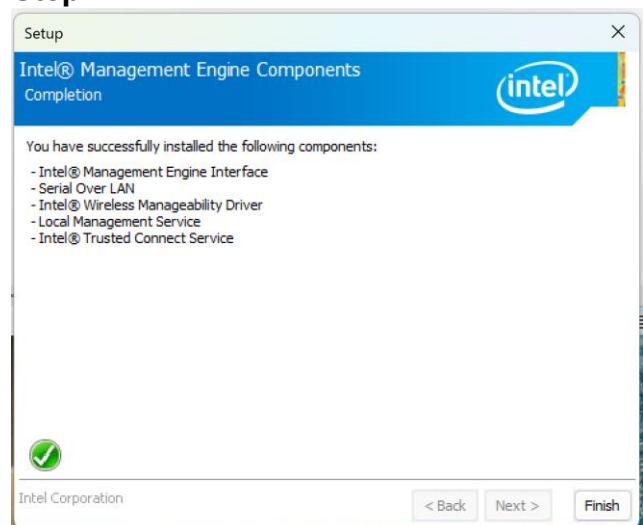 Setup
Intel® Management Engine Components
Completion
intel
You have successfully installed the following components:
- Intel® Management Engine Interface
- Serial Over LAN
- Intel® Wireless Manageability Driver
- Local Management Service
- Intel® Trusted Connect Service
Intel Corporation
< Back
Next >
Finish